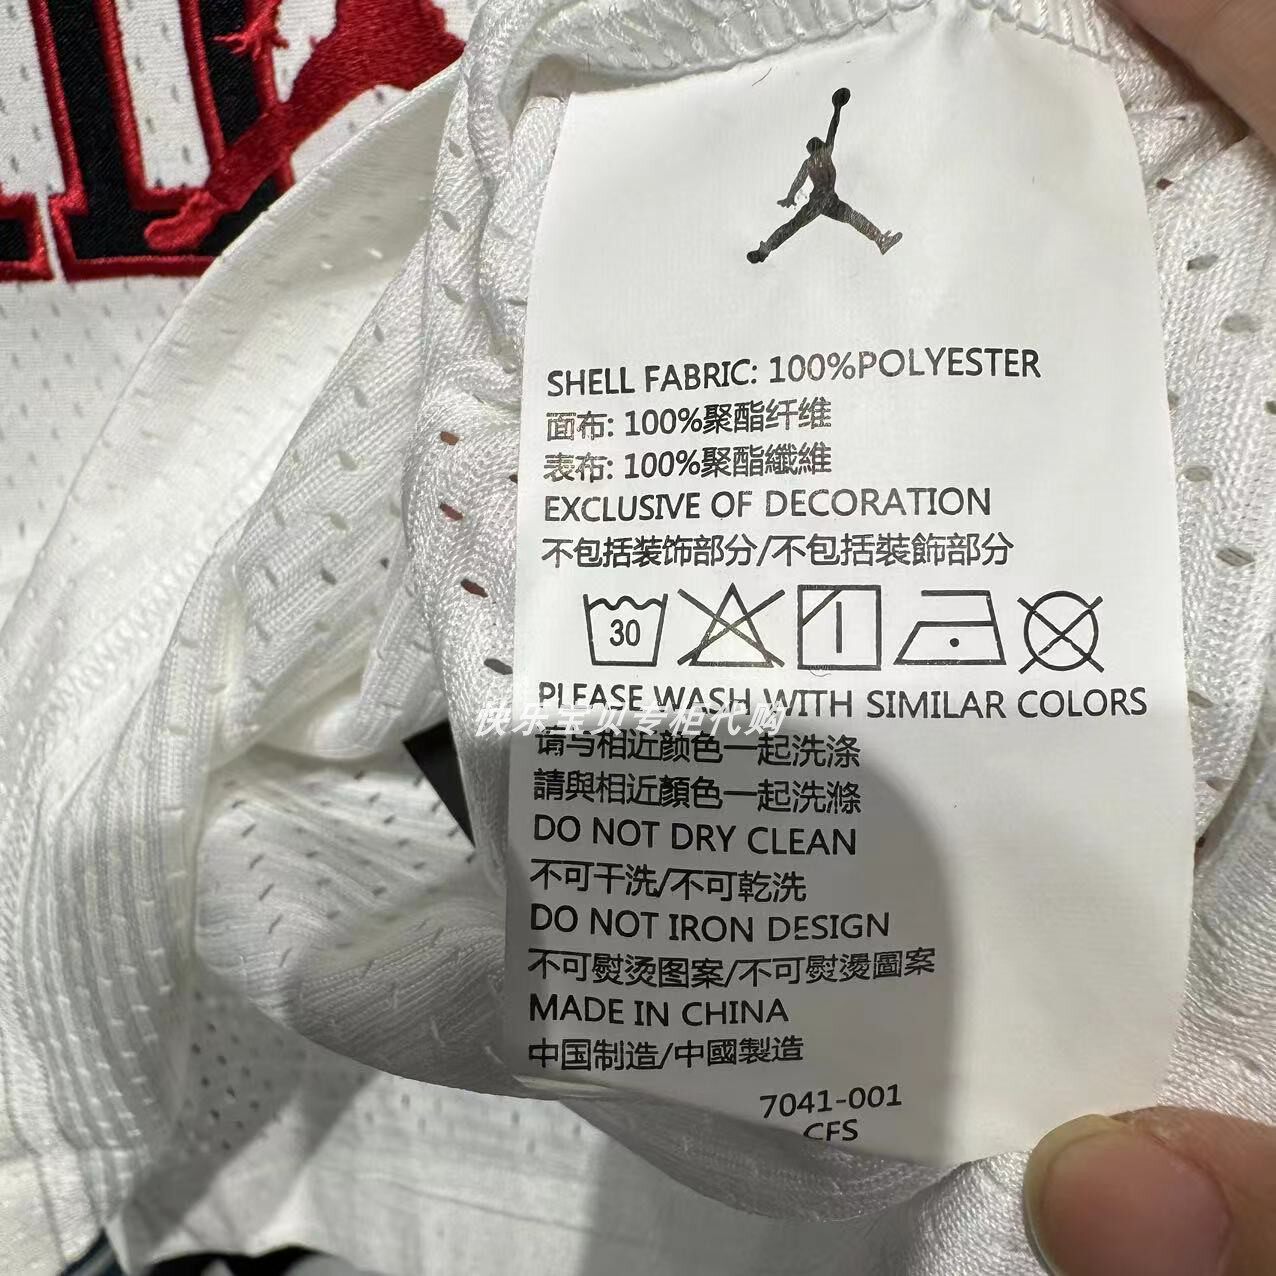 SHELL FABRIC: 100%POLYESTER
面布: 100%聚酯纤维
表布: 100%聚酯纖維
EXCLUSIVE OF DECORATION
不包括装饰部分/不包括裝飾部分
30
PLEASE WASH WITH SIMILAR COLORS
快乐宝贝专柜代购
请与相近颜色一起洗涤
請與相近顏色一起洗滌
DO NOT DRY CLEAN
不可干洗/不可乾洗
DO NOT IRON DESIGN
不可熨烫图案/不可熨燙圖案
MADE IN CHINA
中国制造/中國製造
7041-001
CFS